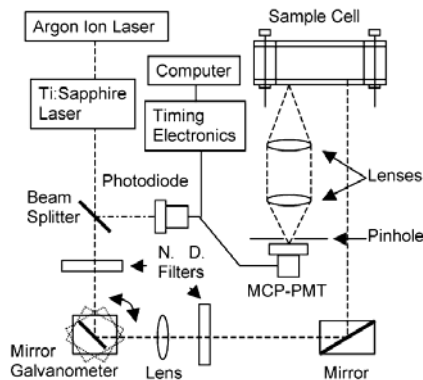 Argon Ion Laser
Sample Cell
Computer
Ti:Sapphire
Laser
Timing
Electronics
Photodiode
Lenses
Beam
Splitter
Pinhole
N. D.
Filters
MCP-PMT
Mirror
Galvanometer
Lens
Mirror